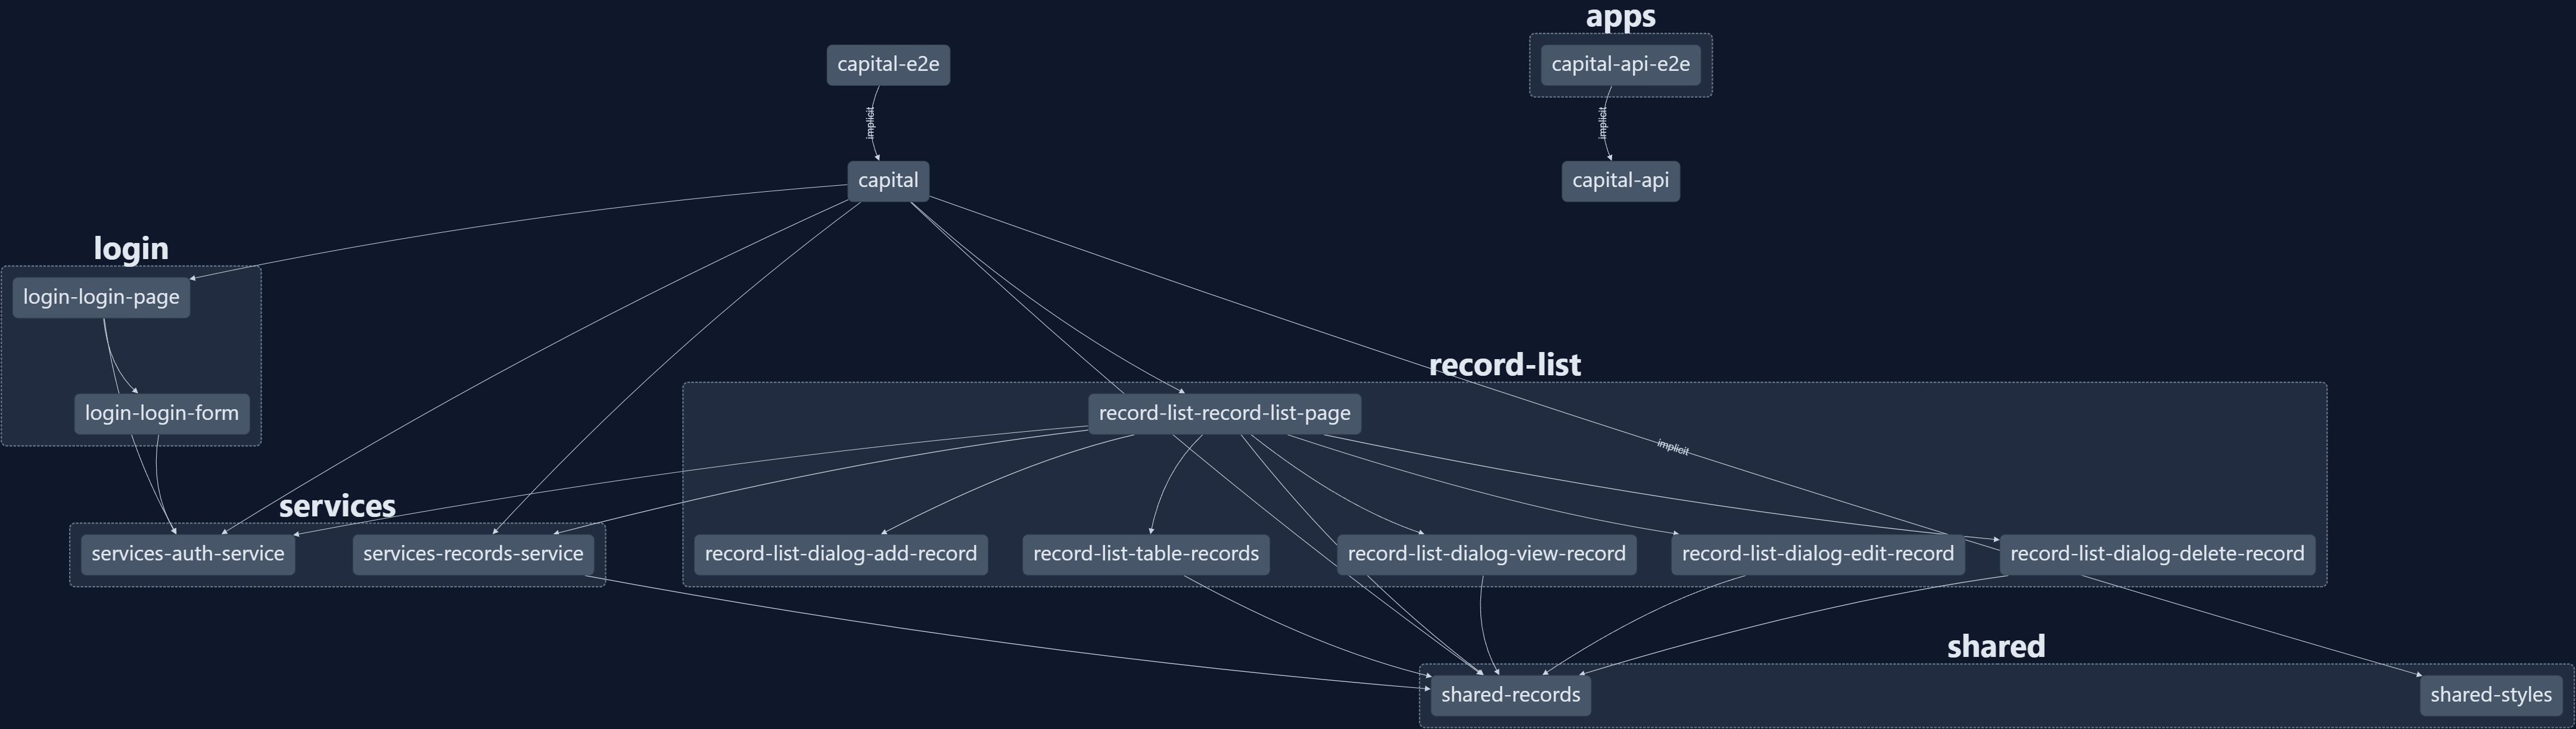 apps
capital-e2e
capital-api-e2e
implicit
implicit
capital
capital-api
login
login-login-page
record-list
login-login-form
record-list-record-list-page
implicit
services
services-auth-service
services-records-service
record-list-dialog-add-record
record-list-table-records
record-list-dialog-view-record
record-list-dialog-edit-record
record-list-dialog-delete-record
shared
shared-records
shared-styles